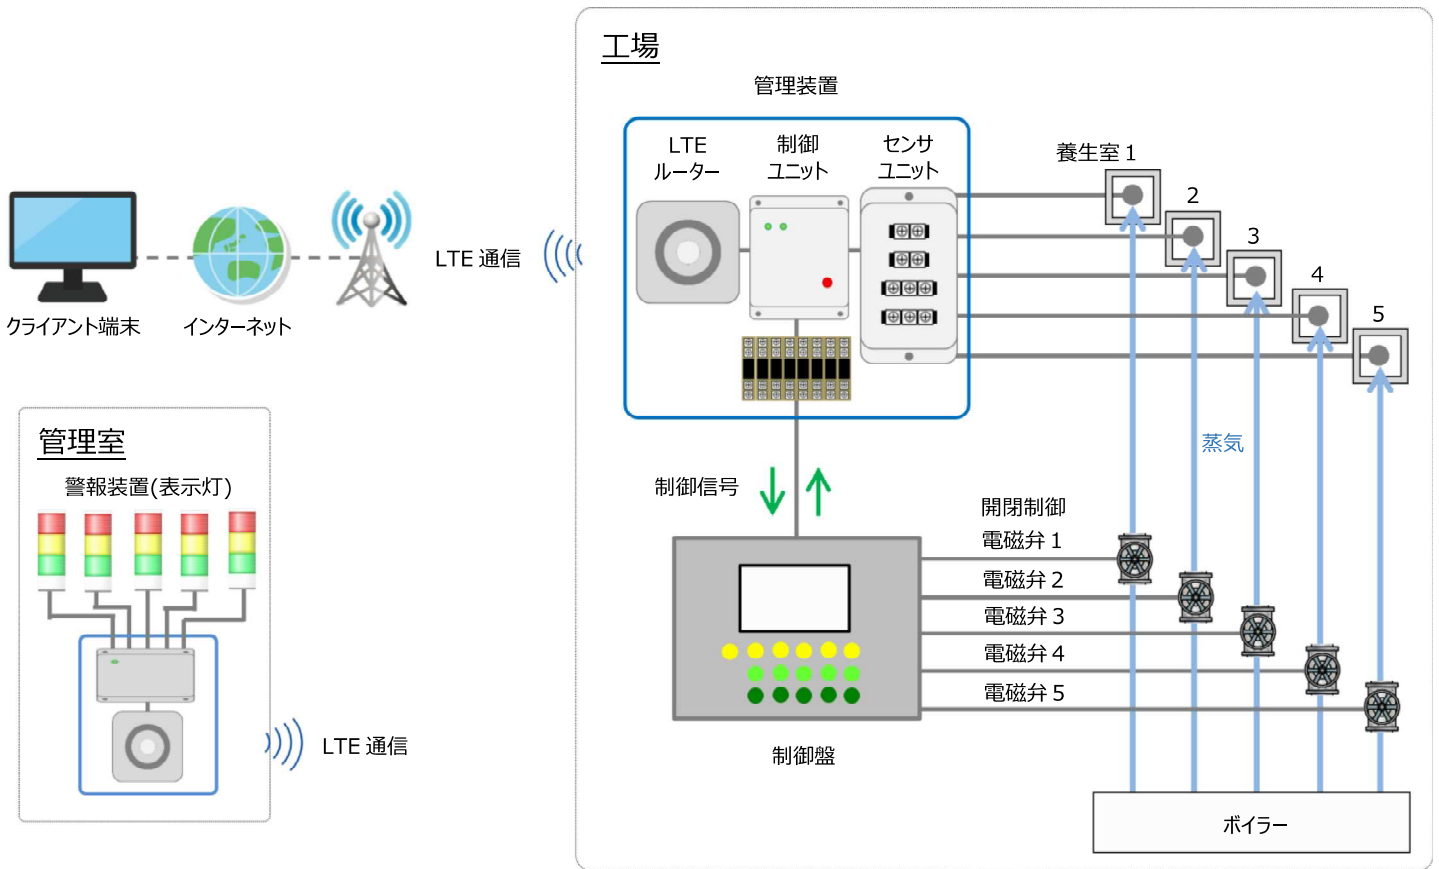 工場
管理装置
LTE
ルーター
制御
ユニット
センサ
ユニット
養生室１
2
3
4
5
LTE 通信
クライアント端末
インターネット
蒸気
管理室
警報装置(表示灯)
制御信号
開閉制御
電磁弁１
電磁弁２
電磁弁３
電磁弁４
電磁弁５
LTE 通信
制御盤
ボイラー